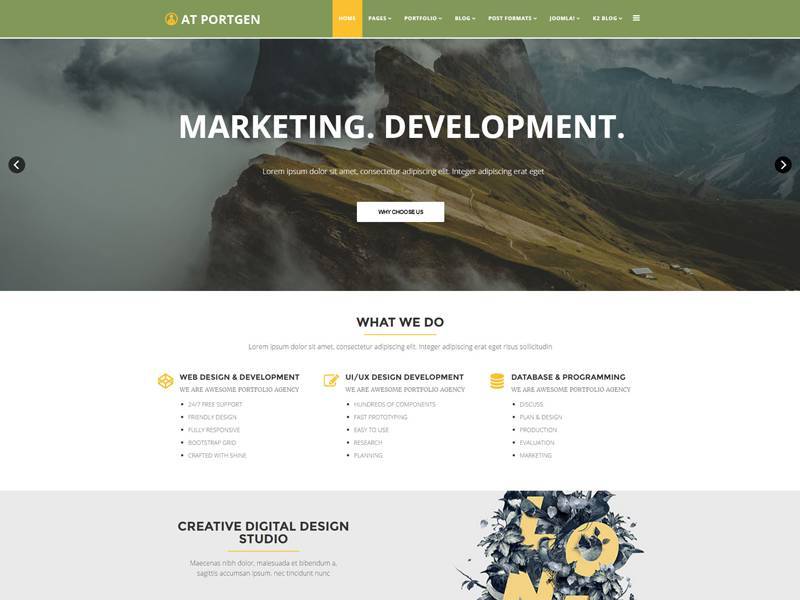 AT PORTGEN
HOME PAGES PORTFOLIO BLOG POST FORMATS JOOMLA! K2 BLOG
MARKETING. DEVELOPMENT.
Lorem ipsum dolor sit amet, consectetur adipiscing elit. Integer adipiscing erat eget
WHY CHOOSE US
WHAT WE DO
Lorem ipsum dolor sit amet, consectetur adipiscing elit. Integer adipiscing erat eget risus sollicitudin
WEB DESIGN & DEVELOPMENT
WE ARE AWESOME PORTFOLIO AGENCY
24/7 FREE SUPPORT
FRIENDLY DESIGN
FULLY RESPONSIVE
BOOTSTRAP GRID
CRAFTED WITH SHINE
UI/UX DESIGN DEVELOPMENT
WE ARE AWESOME PORTFOLIO AGENCY
HUNDREDS OF COMPONENTS
FAST PROTOTYPING
EASY TO USE
RESEARCH
PLANNING
DATABASE & PROGRAMMING
WE ARE AWESOME PORTFOLIO AGENCY
DISCUSS
PLAN & DESIGN
PRODUCTION
EVALUATION
MARKETING
CREATIVE DIGITAL DESIGN
STUDIO
Maecenas nibh dolor, malesuada et bibendum a,
sagittis accumsan ipsum, nec tincidunt nunc